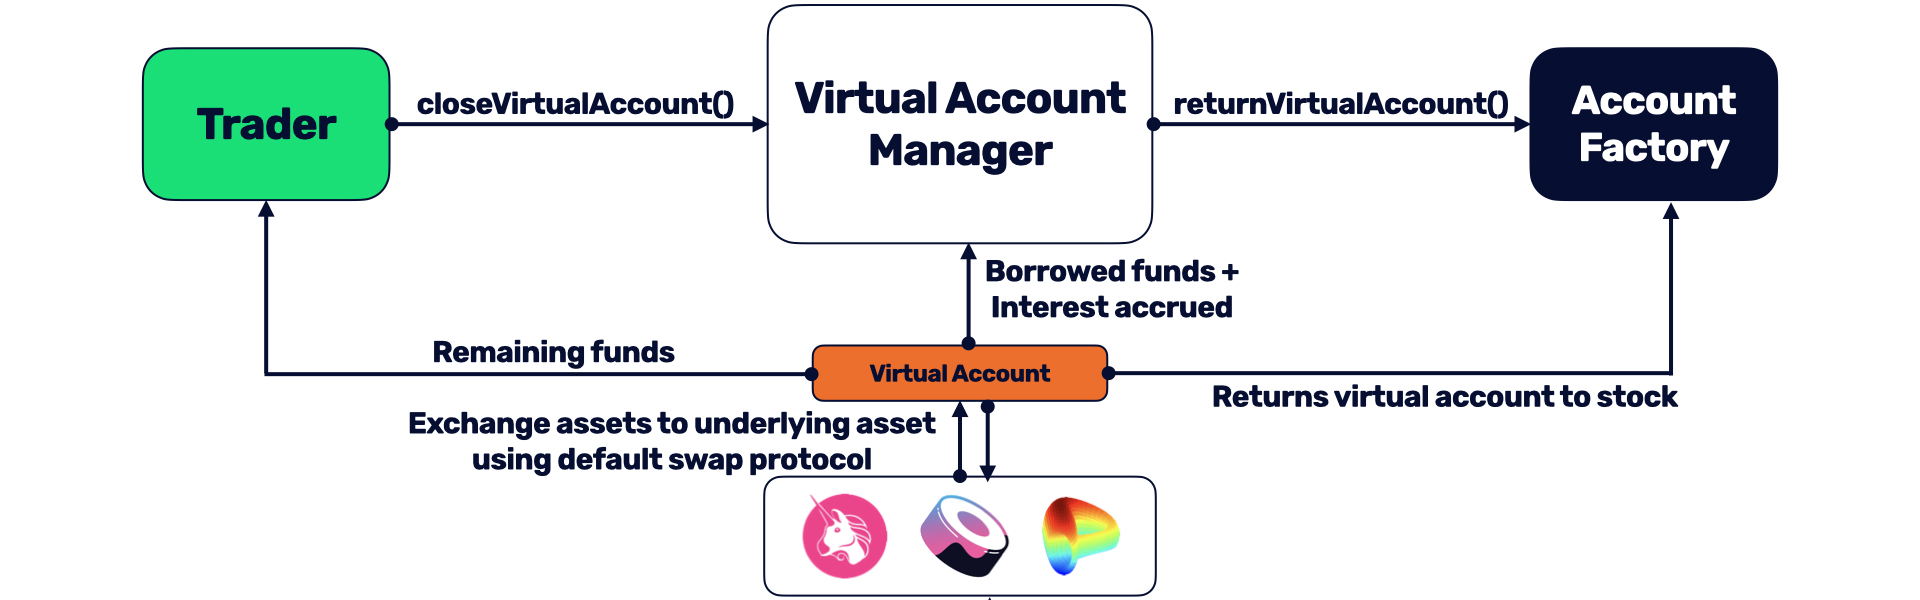 Trader
closeVirtualAccount()
Virtual Account
Manager
returnVirtualAccount()
Account
Factory
Borrowed funds +
Interest accrued
Remaining funds
Virtual Account
Returns virtual account to stock
Exchange assets to underlying asset
using default swap protocol